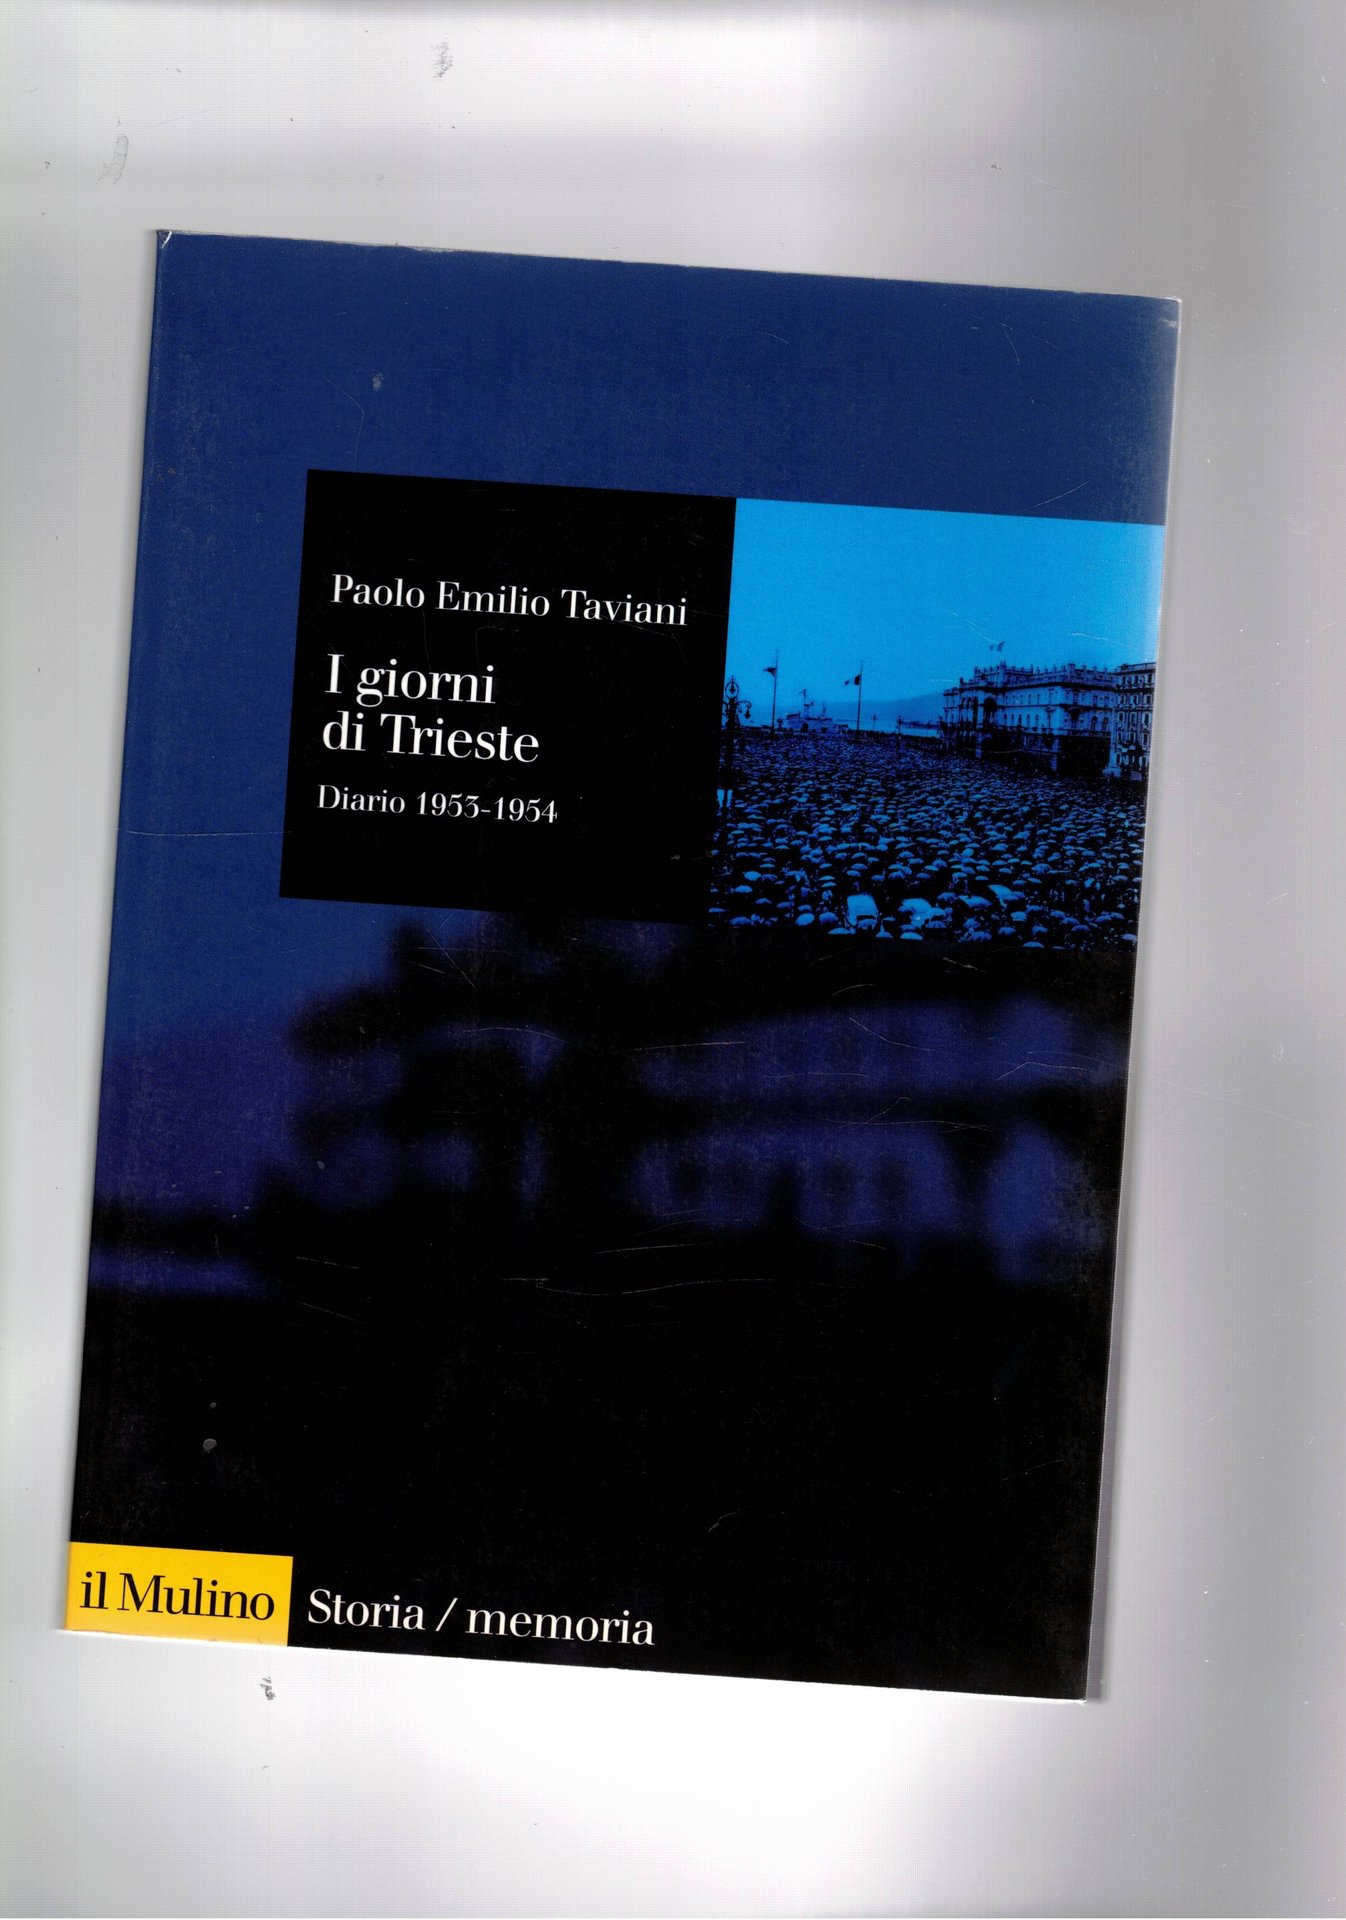 Paolo Emilio Taviani
I giorni
di Trieste
Diario 1953-1954
il Mulino
Storia / memoria